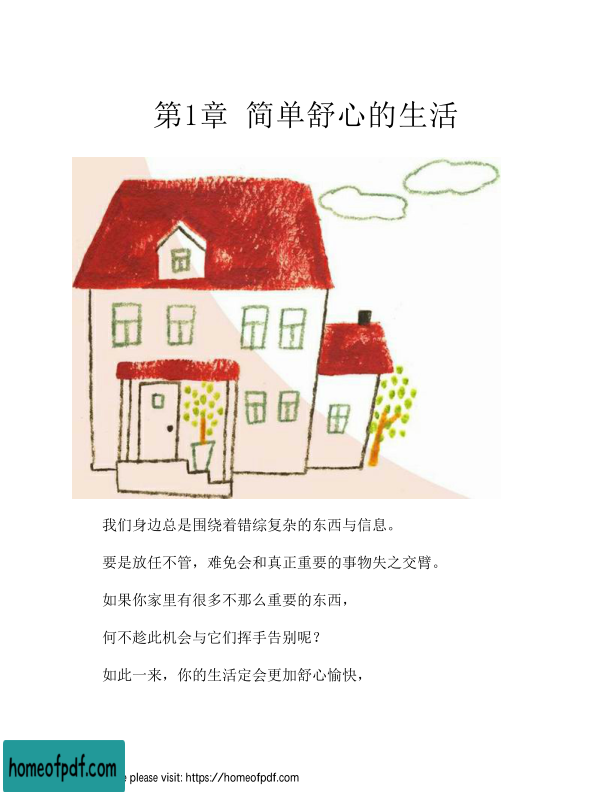 第1章 简单舒心的生活
我们身边总是围绕着错综复杂的东西与信息。
要是放任不管，难免会和真正重要的事物失之交臂。
如果你家里有很多不那么重要的东西，
何不趁此机会与它们挥手告别呢？
如此一来，你的生活定会更加舒心愉快，
homeofpdf.com
e please visit: https://homeofpdf.com